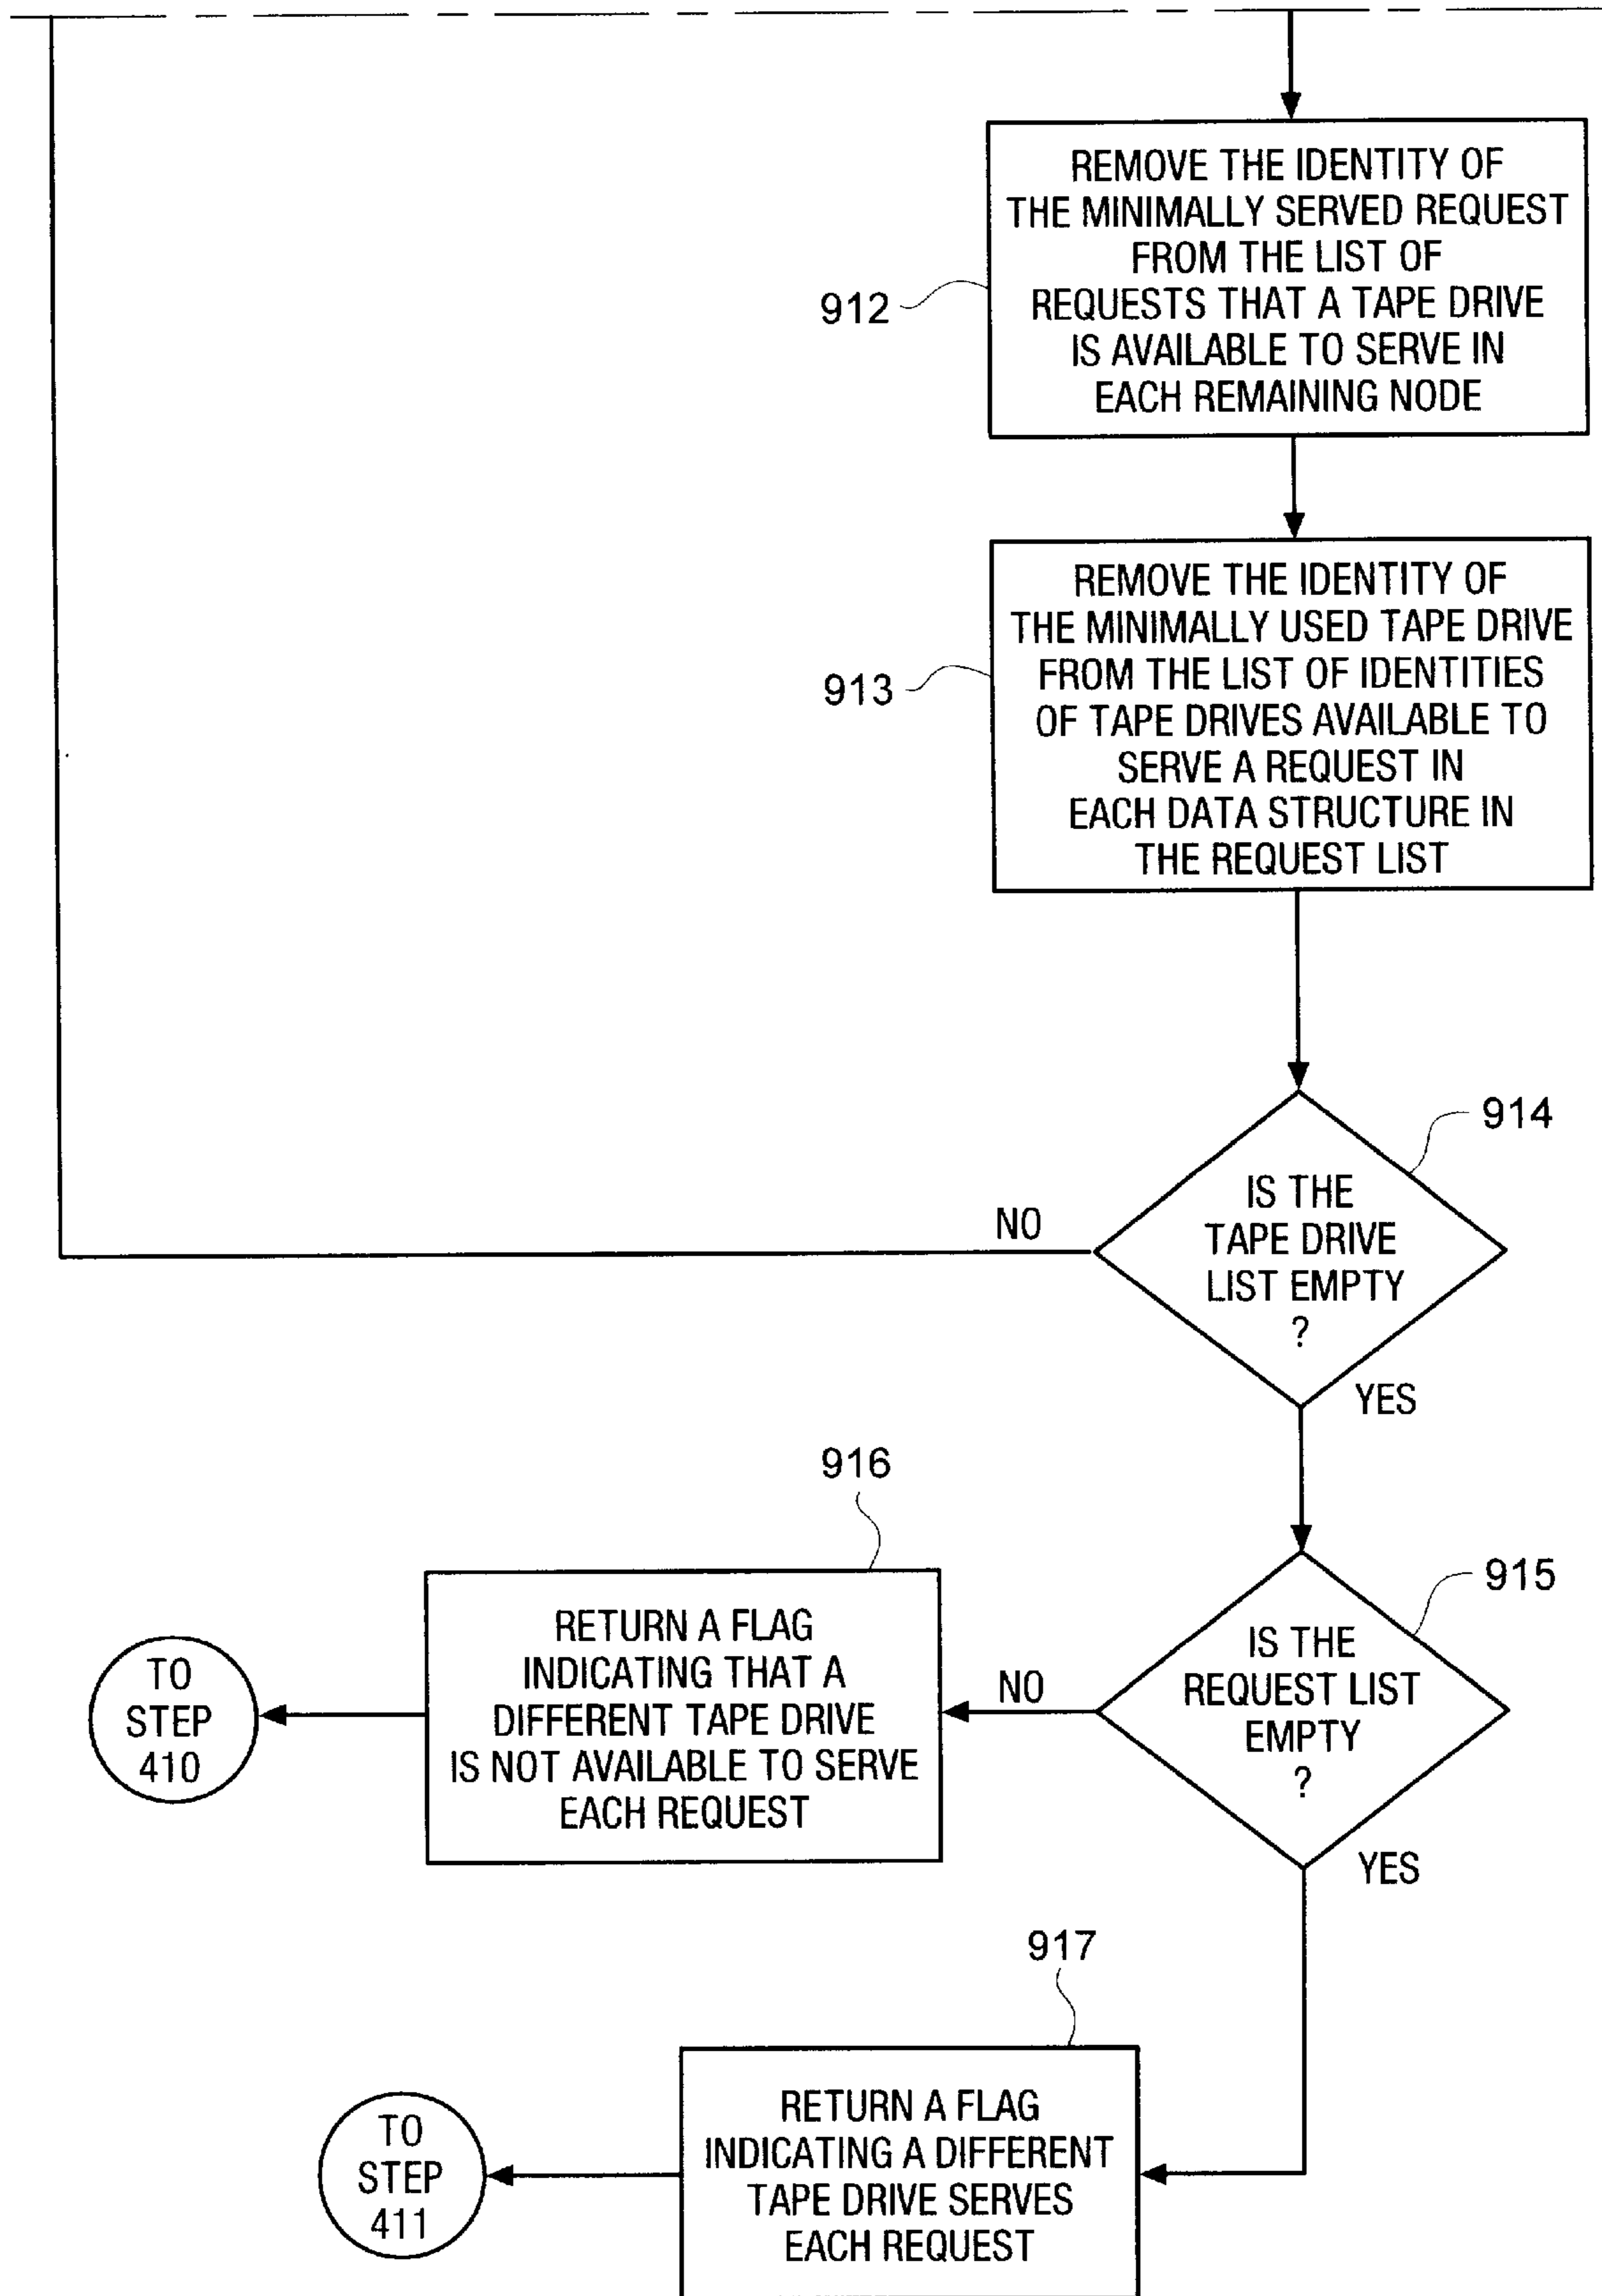 REMOVE THE IDENTITY OF
THE MINIMALLY SERVED REQUEST
FROM THE LIST OF
REQUESTS THAT A TAPE DRIVE
IS AVAILABLE TO SERVE IN
EACH REMAINING NODE
912
REMOVE THE IDENTITY OF
THE MINIMALLY USED TAPE DRIVE
FROM THE LIST OF IDENTITIES
OF TAPE DRIVES AVAILABLE TO
SERVE A REQUEST IN
EACH DATA STRUCTURE IN
THE REQUEST LIST
913
914
IS THE
TAPE DRIVE
LIST EMPTY
?
NO
YES
915
IS THE
REQUEST LIST
EMPTY
?
NO
YES
916
RETURN A FLAG
INDICATING THAT A
DIFFERENT TAPE DRIVE
IS NOT AVAILABLE TO SERVE
EACH REQUEST
TO
STEP
410
917
RETURN A FLAG
INDICATING A DIFFERENT
TAPE DRIVE SERVES
EACH REQUEST
TO
STEP
411